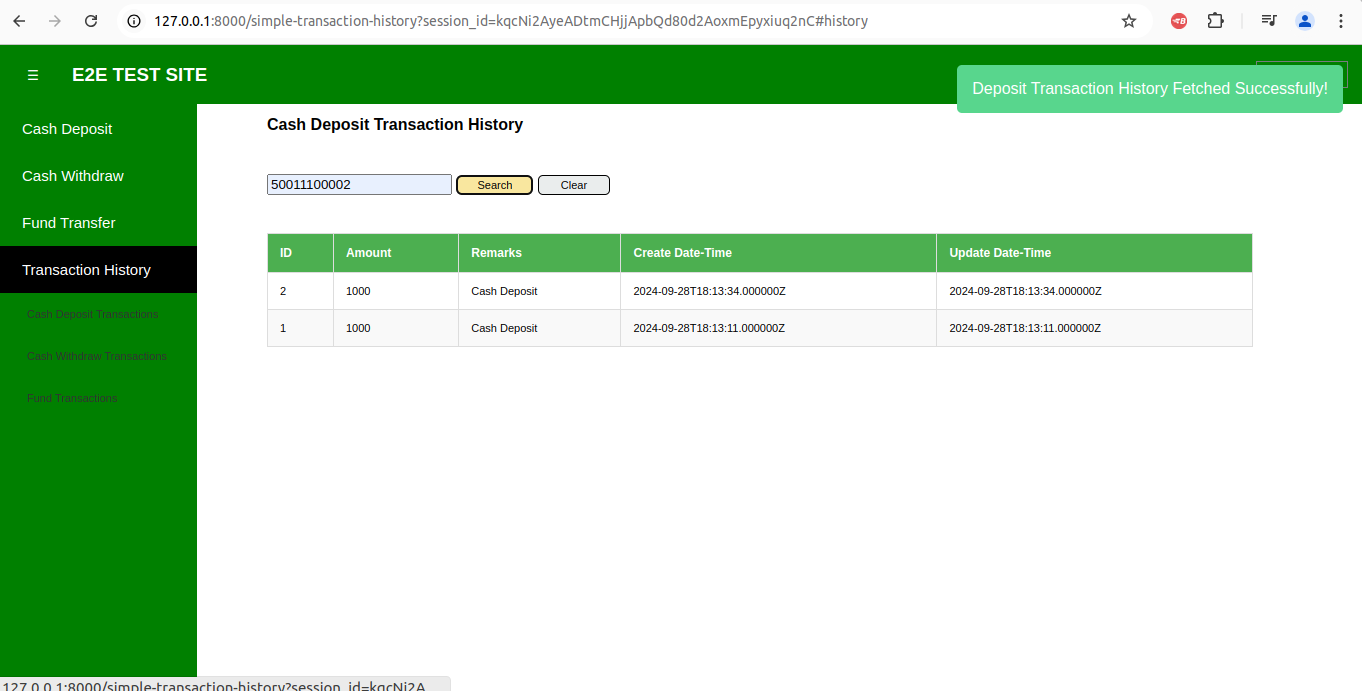 127.0.0.1:8000/simple-transaction-history?session_id=kqcNi2AyeADtmCHjjApbQd80d2AoxmEpyxiuq2nC#history
☰ E2E TEST SITE
Deposit Transaction History Fetched Successfully!
Cash Deposit
Cash Withdraw
Fund Transfer
Transaction History
Cash Deposit Transactions
Cash Withdraw Transactions
Fund Transactions
Cash Deposit Transaction History
50011100002 Search Clear
ID Amount Remarks Create Date-Time Update Date-Time
2 1000 Cash Deposit 2024-09-28T18:13:34.000000Z 2024-09-28T18:13:34.000000Z
1 1000 Cash Deposit 2024-09-28T18:13:11.000000Z 2024-09-28T18:13:11.000000Z
127.0.0.1:8000/simple-transaction-history?session_id=kqcNi2A...